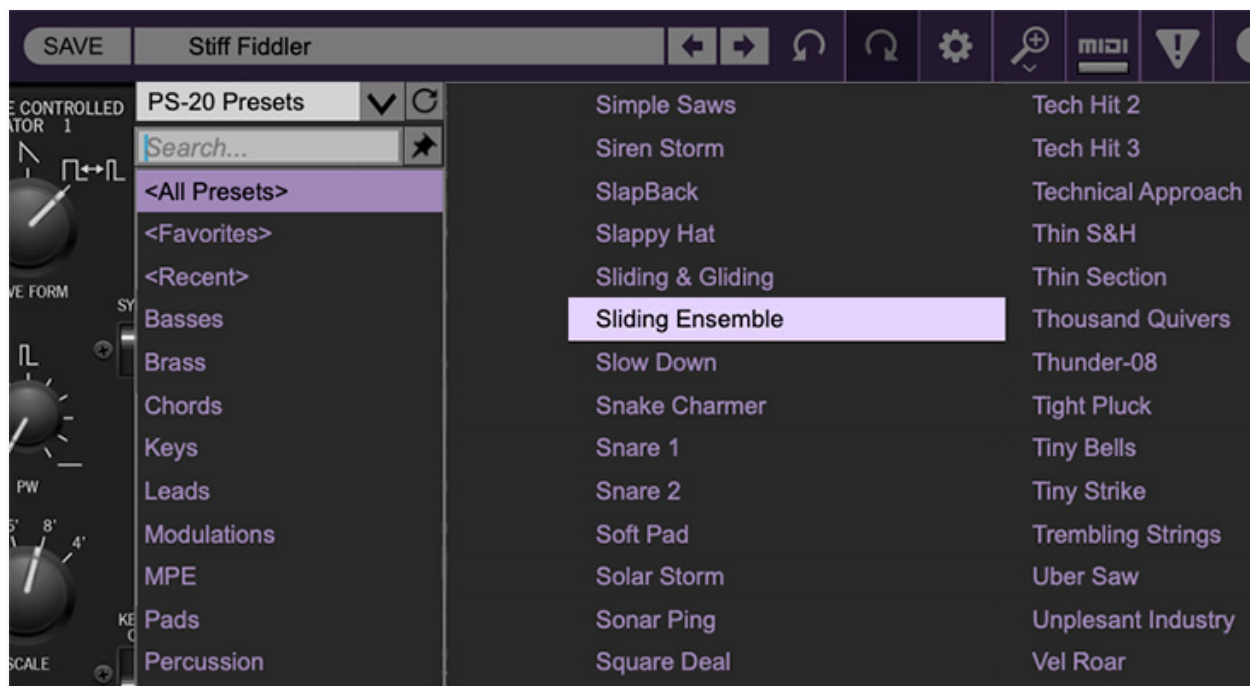 SAVE
Stiff Fiddler
MIDI
E CONTROLLED
ATOR 1
VE FORM
SY
PW
8'
4'
KE
SCALE
PS-20 Presets
Search...
<All Presets>
<Favorites>
<Recent>
Basses
Brass
Chords
Keys
Leads
Modulations
MPE
Pads
Percussion
Simple Saws
Siren Storm
SlapBack
Slappy Hat
Sliding & Gliding
Sliding Ensemble
Slow Down
Snake Charmer
Snare 1
Snare 2
Soft Pad
Solar Storm
Sonar Ping
Square Deal
Tech Hit 2
Tech Hit 3
Technical Approach
Thin S&H
Thin Section
Thousand Quivers
Thunder-08
Tight Pluck
Tiny Bells
Tiny Strike
Trembling Strings
Uber Saw
Unplesant Industry
Vel Roar